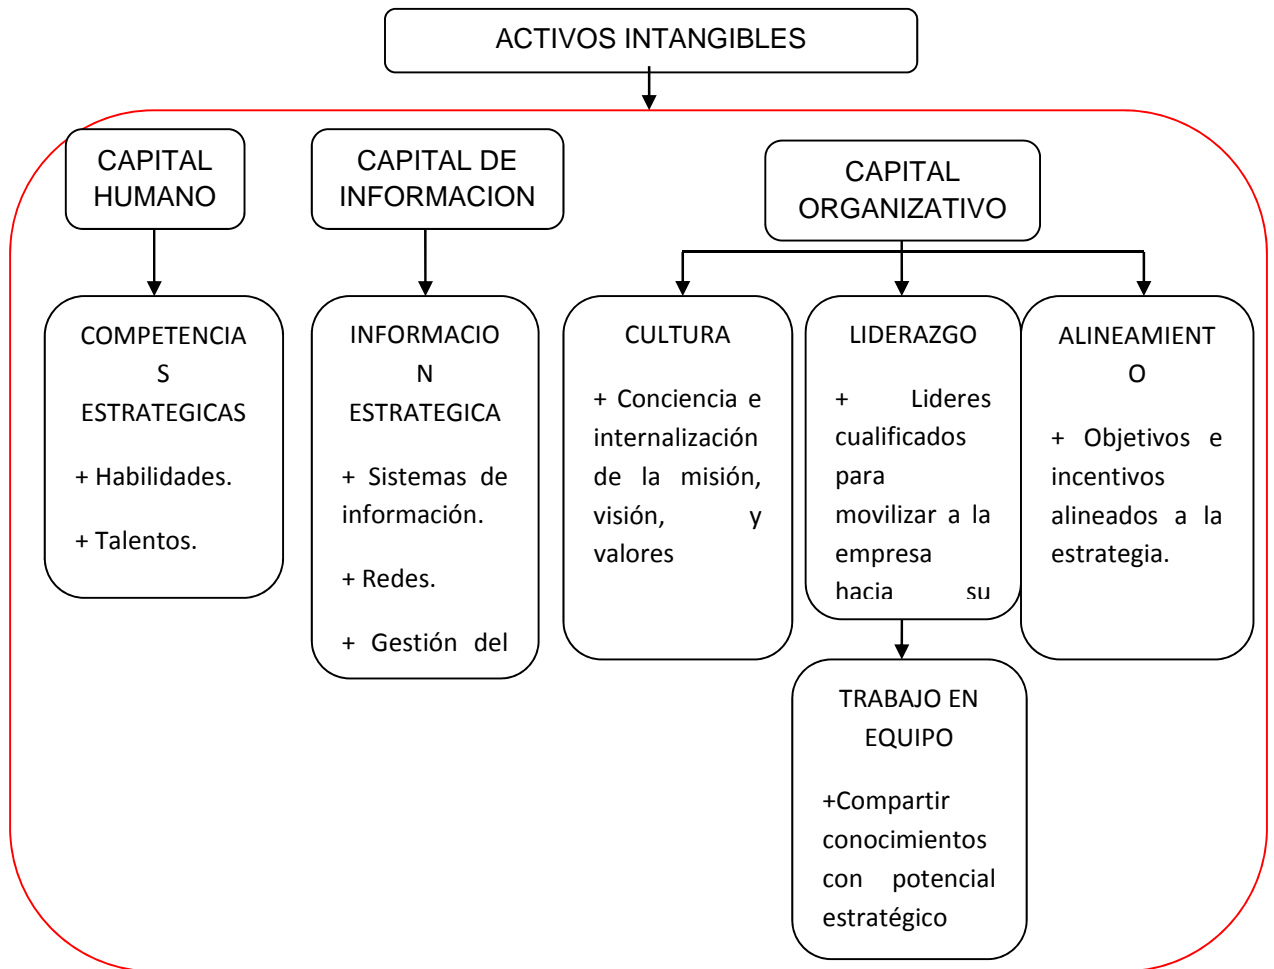 ACTIVOS INTANGIBLES
CAPITAL
HUMANO
CAPITAL DE
INFORMACION
CAPITAL
ORGANIZATIVO
COMPETENCIA
S
ESTRATEGICAS
+ Habilidades.
+ Talentos.
INFORMACIO
N
ESTRATEGICA
+ Sistemas de
información.
+ Redes.
+ Gestión del
CULTURA
+ Conciencia e
internalización
de la misión,
visión, y
valores
LIDERAZGO
+ Lideres
cualificados
para
movilizar a la
empresa
hacia su
ALINEAMIENT
O
+ Objetivos e
incentivos
alineados a la
estrategia.
TRABAJO EN
EQUIPO
+Compartir
conocimientos
con potencial
estratégico